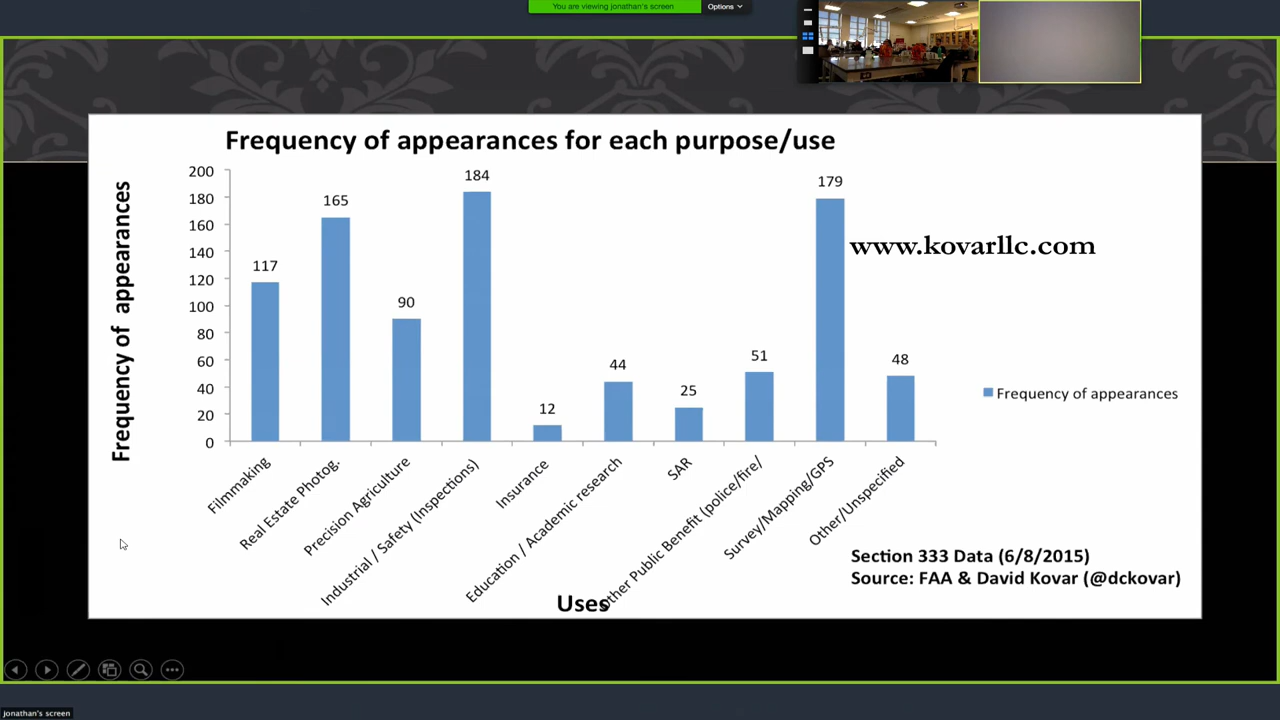 You are viewing jonathan's screen
Options
Frequency of appearances for each purpose/use
Frequency of appearances
200
180
160
140
120
100
80
60
40
20
0
117
165
90
184
12
44
25
51
179
48
www.kovarllc.com
Frequency of appearances
Filmmaking
Real Estate Photog.
Precision Agriculture
Industrial / Safety (Inspections)
Insurance
Education / Academic research
SAR
Other Public Benefit (police/fire/
Survey/Mapping/GPS
Other/Unspecified
Uses
Section 333 Data (6/8/2015)
Source: FAA & David Kovar (@dckovar)
jonathan's screen